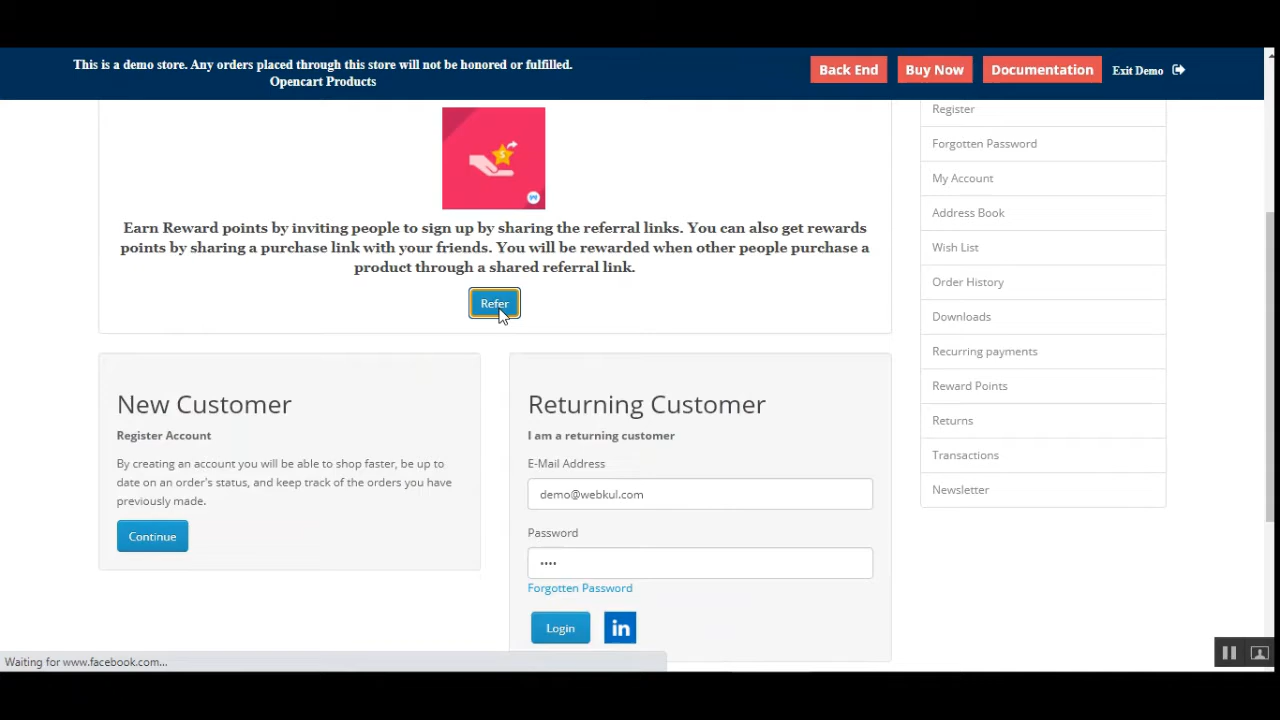 This is a demo store. Any orders placed through this store will not be honored or fulfilled.
Opencart Products
Back End
Buy Now
Documentation
Exit Demo
Earn Reward points by inviting people to sign up by sharing the referral links. You can also get rewards
points by sharing a purchase link with your friends. You will be rewarded when other people purchase a
product through a shared referral link.
Refer
New Customer
Register Account
By creating an account you will be able to shop faster, be up to
date on an order's status, and keep track of the orders you have
previously made.
Continue
Returning Customer
I am a returning customer
E-Mail Address
demo@webkul.com
Password
••••
Forgotten Password
Login
in
Register
Forgotten Password
My Account
Address Book
Wish List
Order History
Downloads
Recurring payments
Reward Points
Returns
Transactions
Newsletter
Waiting for www.facebook.com...